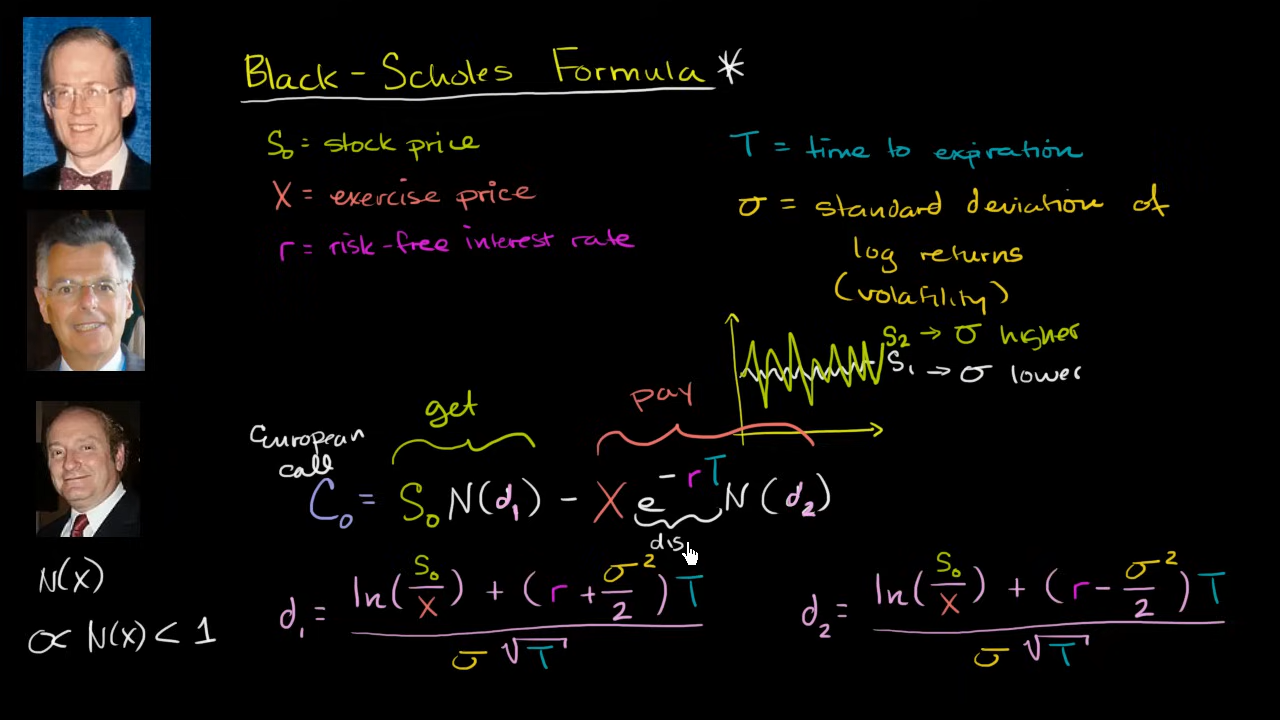 Black-Scholes Formula*
S₀ = stock price
X = exercise price
r = risk-free interest rate
T = time to expiration
σ = standard deviation of
log returns
(volatility)
S₂ → σ higher
S₁ → σ lower
get
pay
European
call
C₀ = S₀ N(d₁) - X e^-rT N(d₂)
dis
N(x)
0< N(x) < 1
d₁ = ln(S₀/X) + (r + σ²/2)T / σ√T
d₂ = ln(S₀/X) + (r - σ²/2)T / σ√T